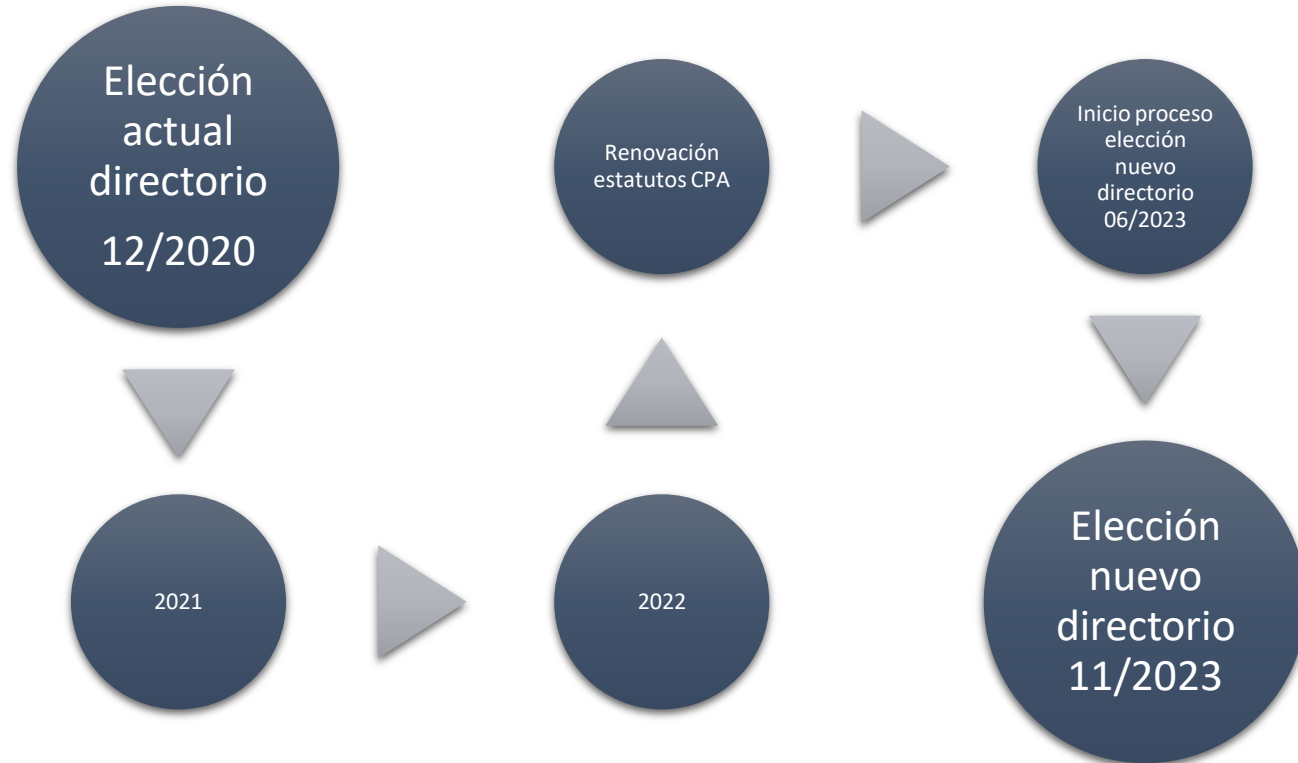 Elección
actual
directorio
12/2020
2021
2022
Renovación
estatutos CPA
Inicio proceso
elección
nuevo
directorio
06/2023
Elección
nuevo
directorio
11/2023